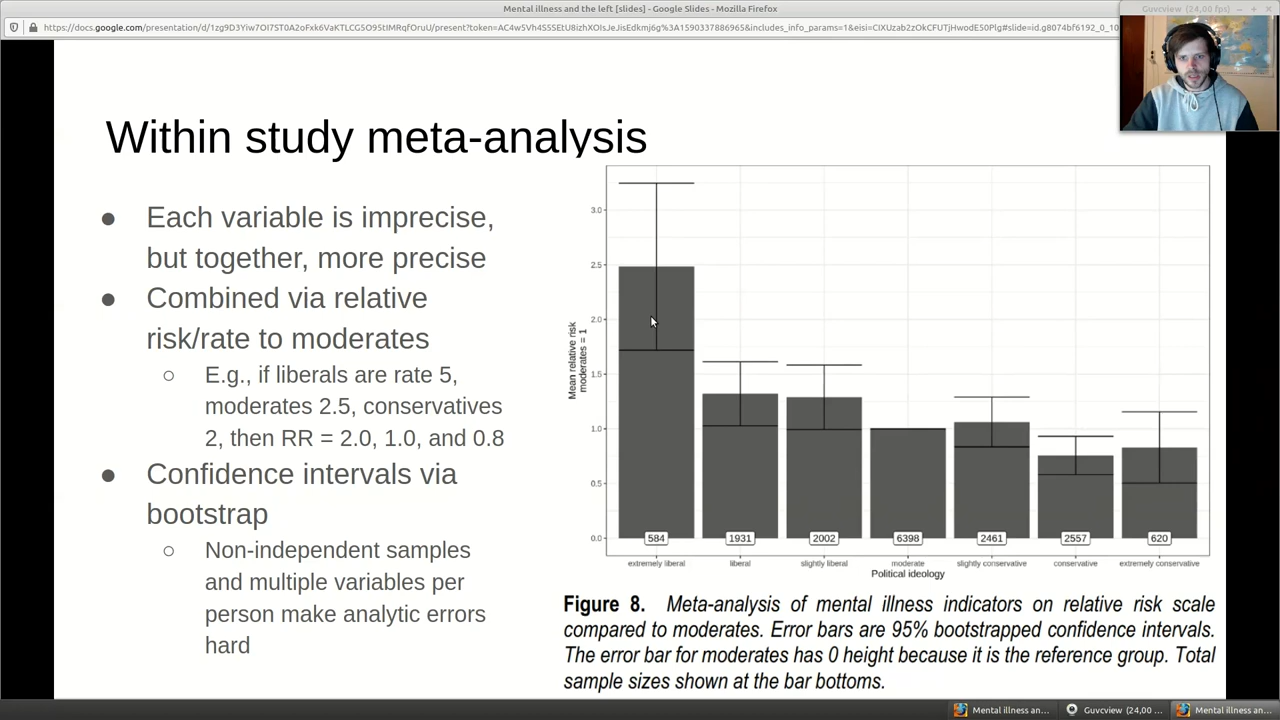 Mental illness and the left [slides] - Google Slides - Mozilla Firefox
Guvcview (24,00 fps)
Within study meta-analysis
● Each variable is imprecise,
but together, more precise
● Combined via relative
risk/rate to moderates
○ E.g., if liberals are rate 5,
moderates 2.5, conservatives
2, then RR = 2.0, 1.0, and 0.8
● Confidence intervals via
bootstrap
○ Non-independent samples
and multiple variables per
person make analytic errors
hard
Mean relative risk
moderates = 1
3.0
2.5
2.0
1.5
1.0
0.5
0.0
584 1931 2002 6398 2461 2557 620
extremely liberal liberal slightly liberal moderate slightly conservative conservative extremely conservative
Political ideology
Figure 8. Meta-analysis of mental illness indicators on relative risk scale
compared to moderates. Error bars are 95% bootstrapped confidence intervals.
The error bar for moderates has 0 height because it is the reference group. Total
sample sizes shown at the bar bottoms.
Mental illness an... Guvcview (24,00 ... Mental illness an...